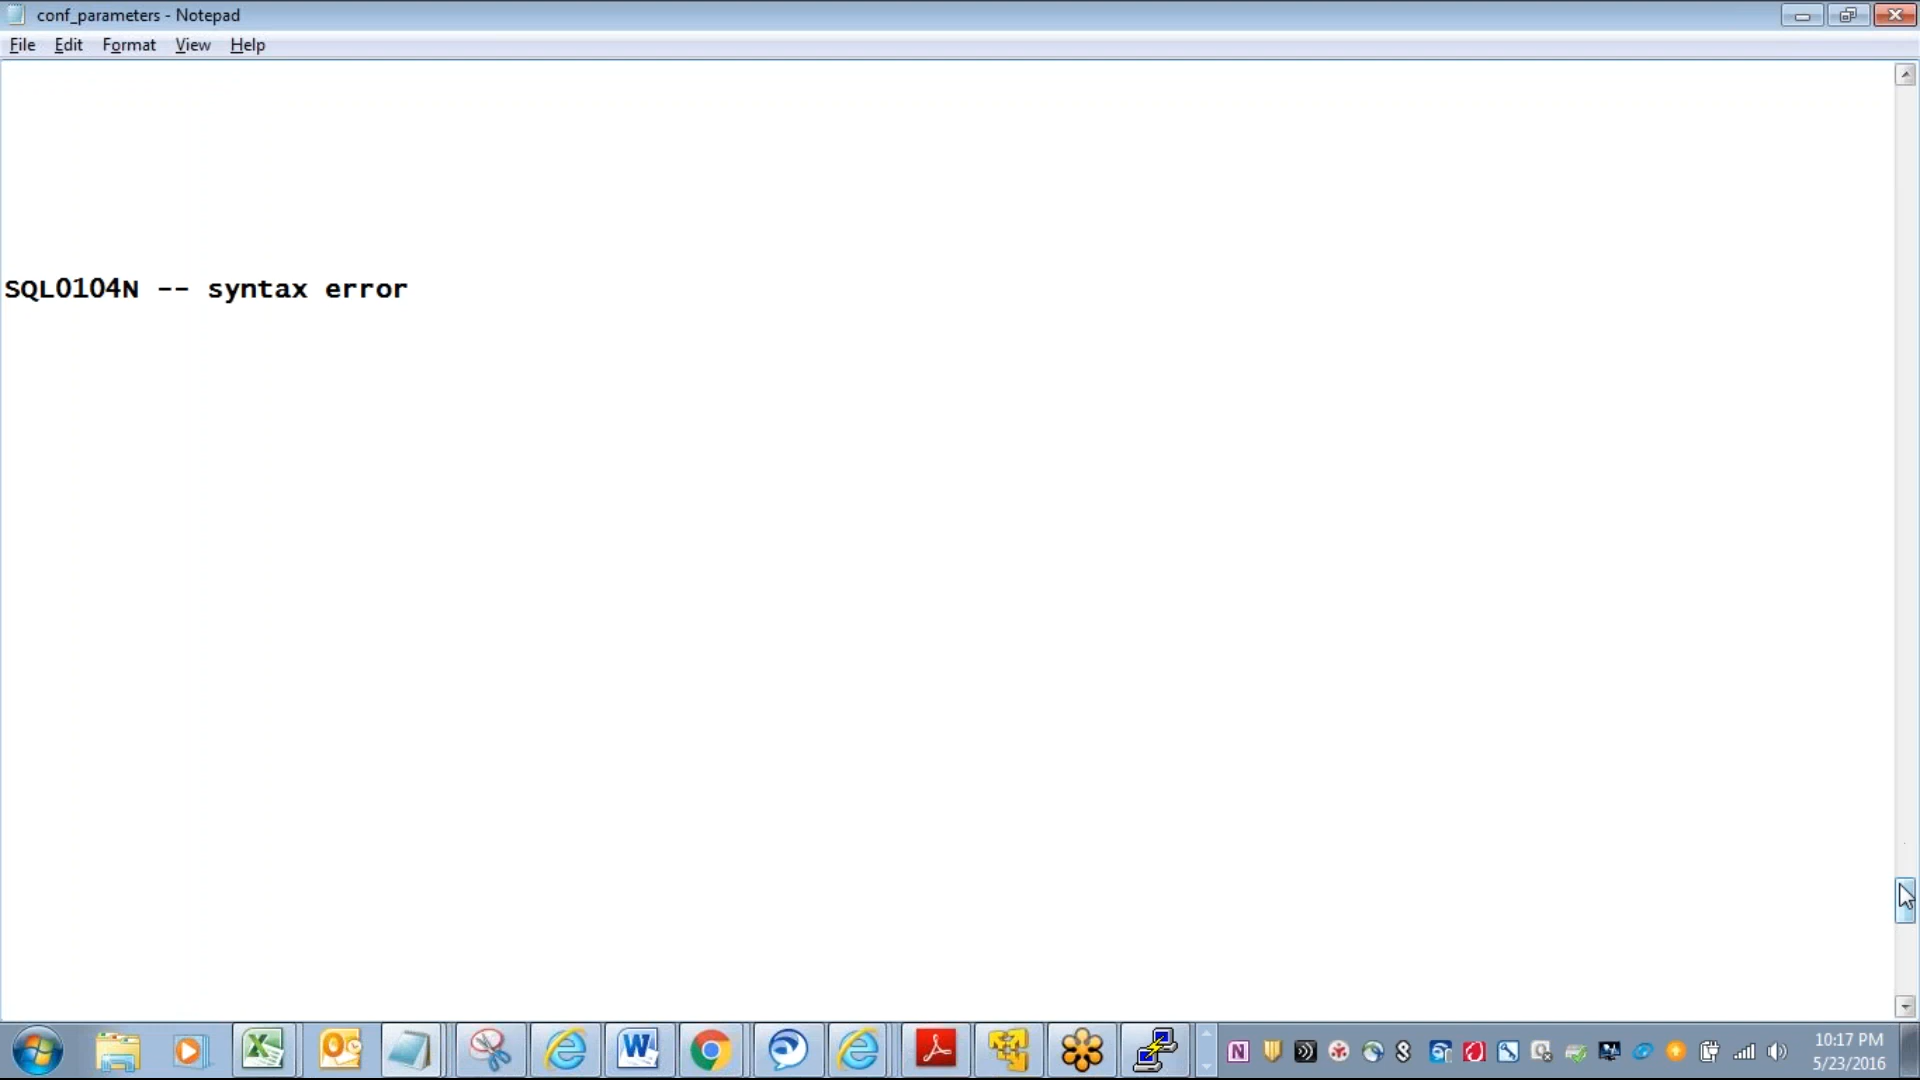 conf_parameters - Notepad
File Edit Format View Help
SQL0104N -- syntax error
10:17 PM
5/23/2016